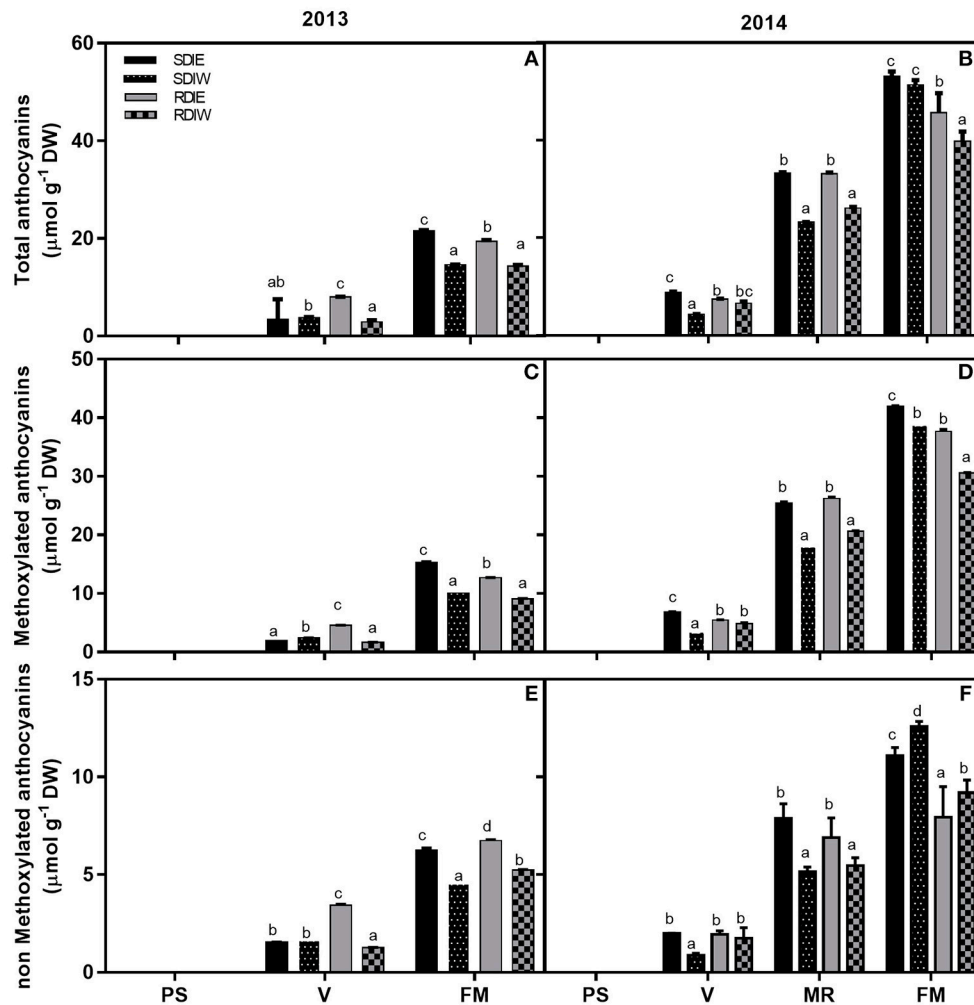 2013
2014
Total anthocyanins
(μmol g-1 DW)
60
40
20
0
SDIE
SDIW
RDIE
RDIW
A
ab
b
c
a
c
a
b
a
B
c
a
b
bc
b
a
b
a
c
c
b
a
Methoxylated anthocyanins
(μmol g-1 DW)
50
40
30
20
10
0
C
a
b
c
a
c
a
b
a
D
c
a
b
b
b
a
b
a
c
b
b
a
non Methoxylated anthocyanins
(μmol g-1 DW)
15
10
5
0
E
b
b
c
a
c
a
d
b
F
b
a
b
b
b
a
b
a
c
d
a
b
PS V FM PS V MR FM